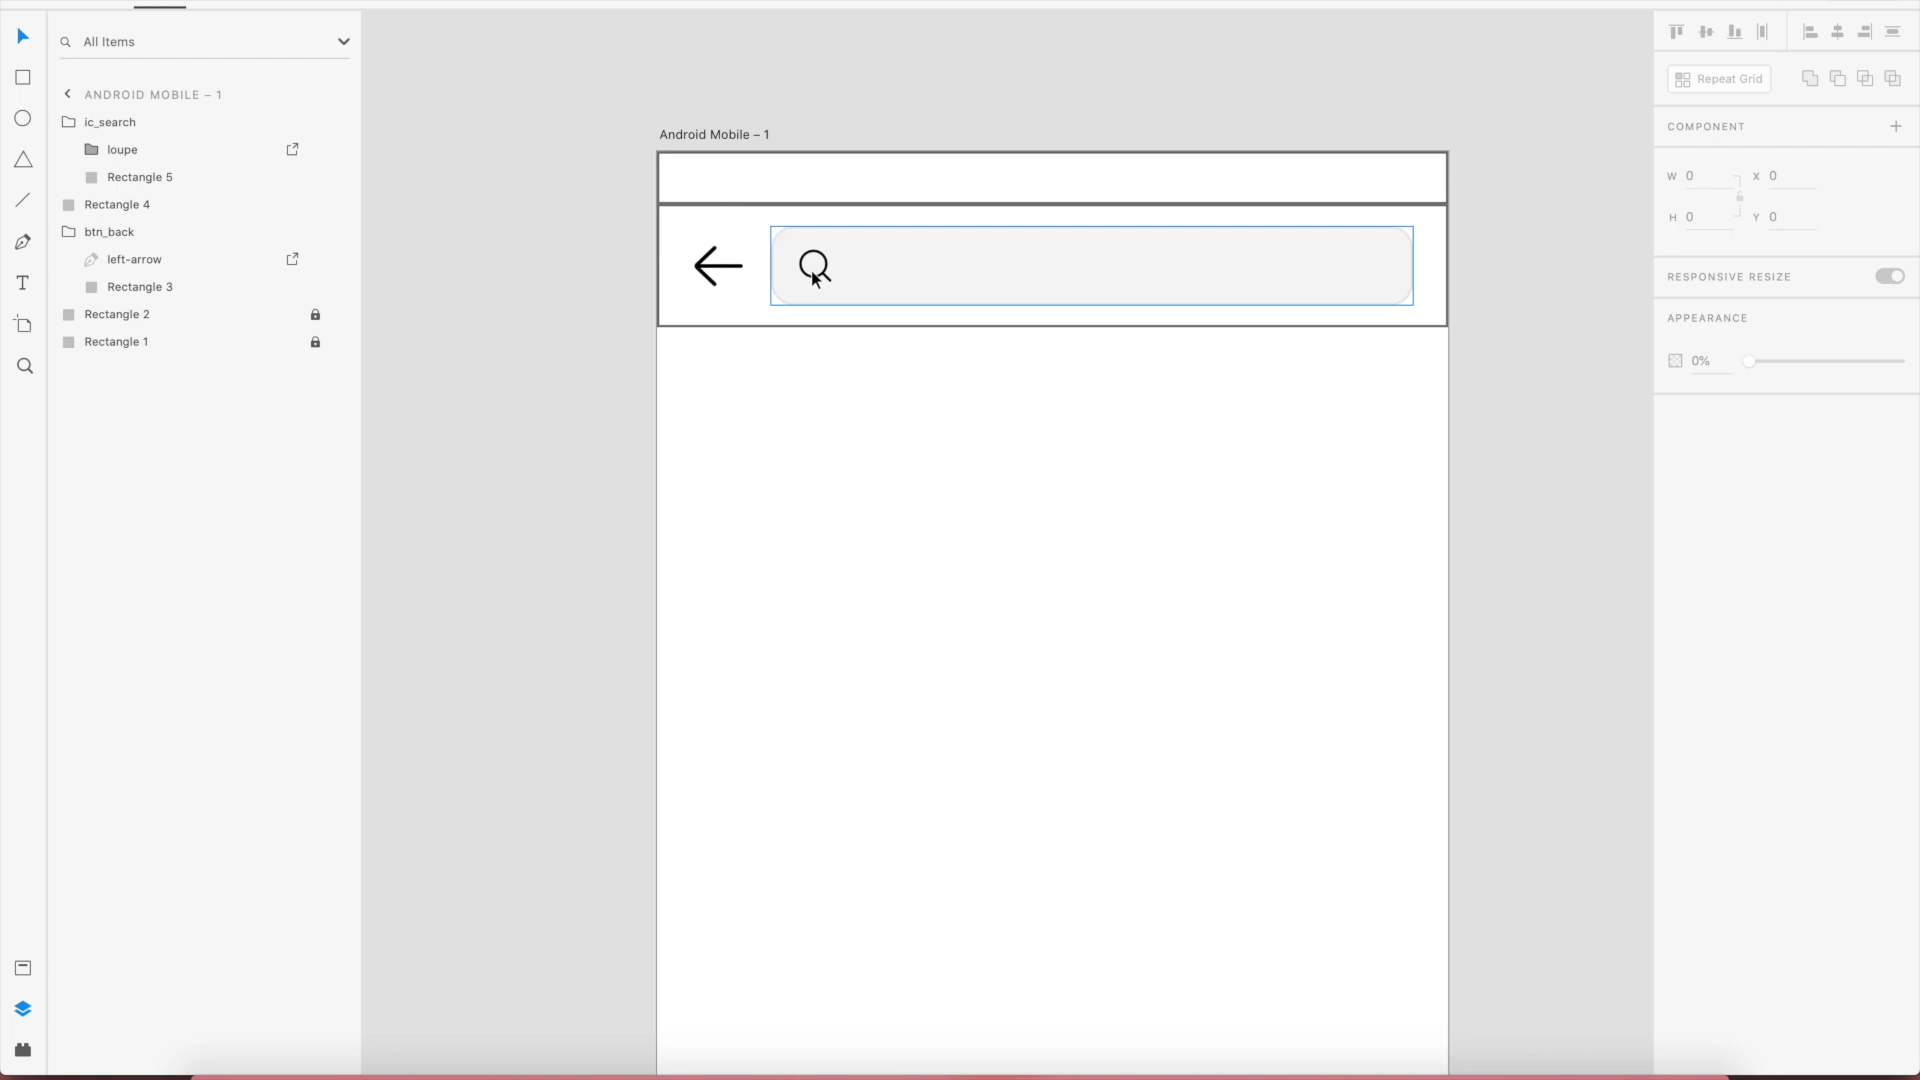 All Items
ANDROID MOBILE – 1
ic_search
loupe
Rectangle 5
Rectangle 4
btn_back
left-arrow
Rectangle 3
Rectangle 2
Rectangle 1
T
Android Mobile – 1
Repeat Grid
COMPONENT
W 0 X 0
H 0 Y 0
RESPONSIVE RESIZE
APPEARANCE
0%